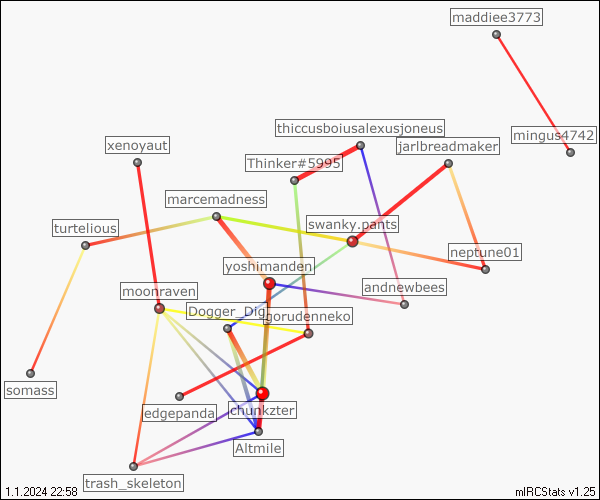 maddiee3773
thiccusboiusalexusjoneus
mingus4742
xenoyaut
jarlbreadmaker
Thinker#5995
marcemadness
turtelious
swanky.pants
neptune01
yoshimanden
moonraven
andnewbees
Dogger_Dig
gorudenneko
somass
edgepanda
chunkzter
Altmile
trash_skeleton
1.1.2024 22:58
mIRCStats v1.25